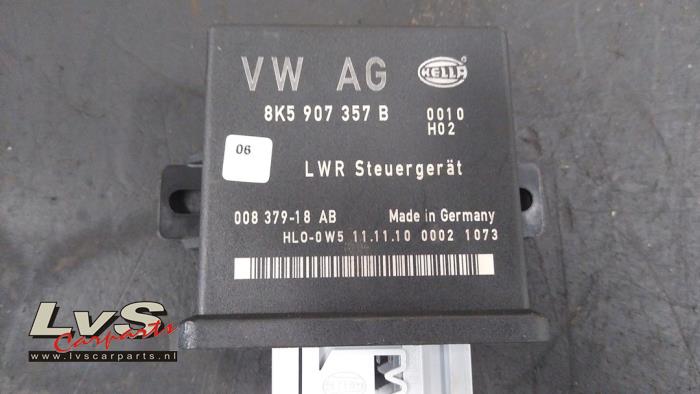 VW AG HELLA
8K5 907 357 B 0010
H02
06
LWR Steuergerät
008 379-18 AB Made in Germany
HLO-0W5 11.11.10 0002 1073
LvS
Carparts
www.lvscarparts.nl
HELLA